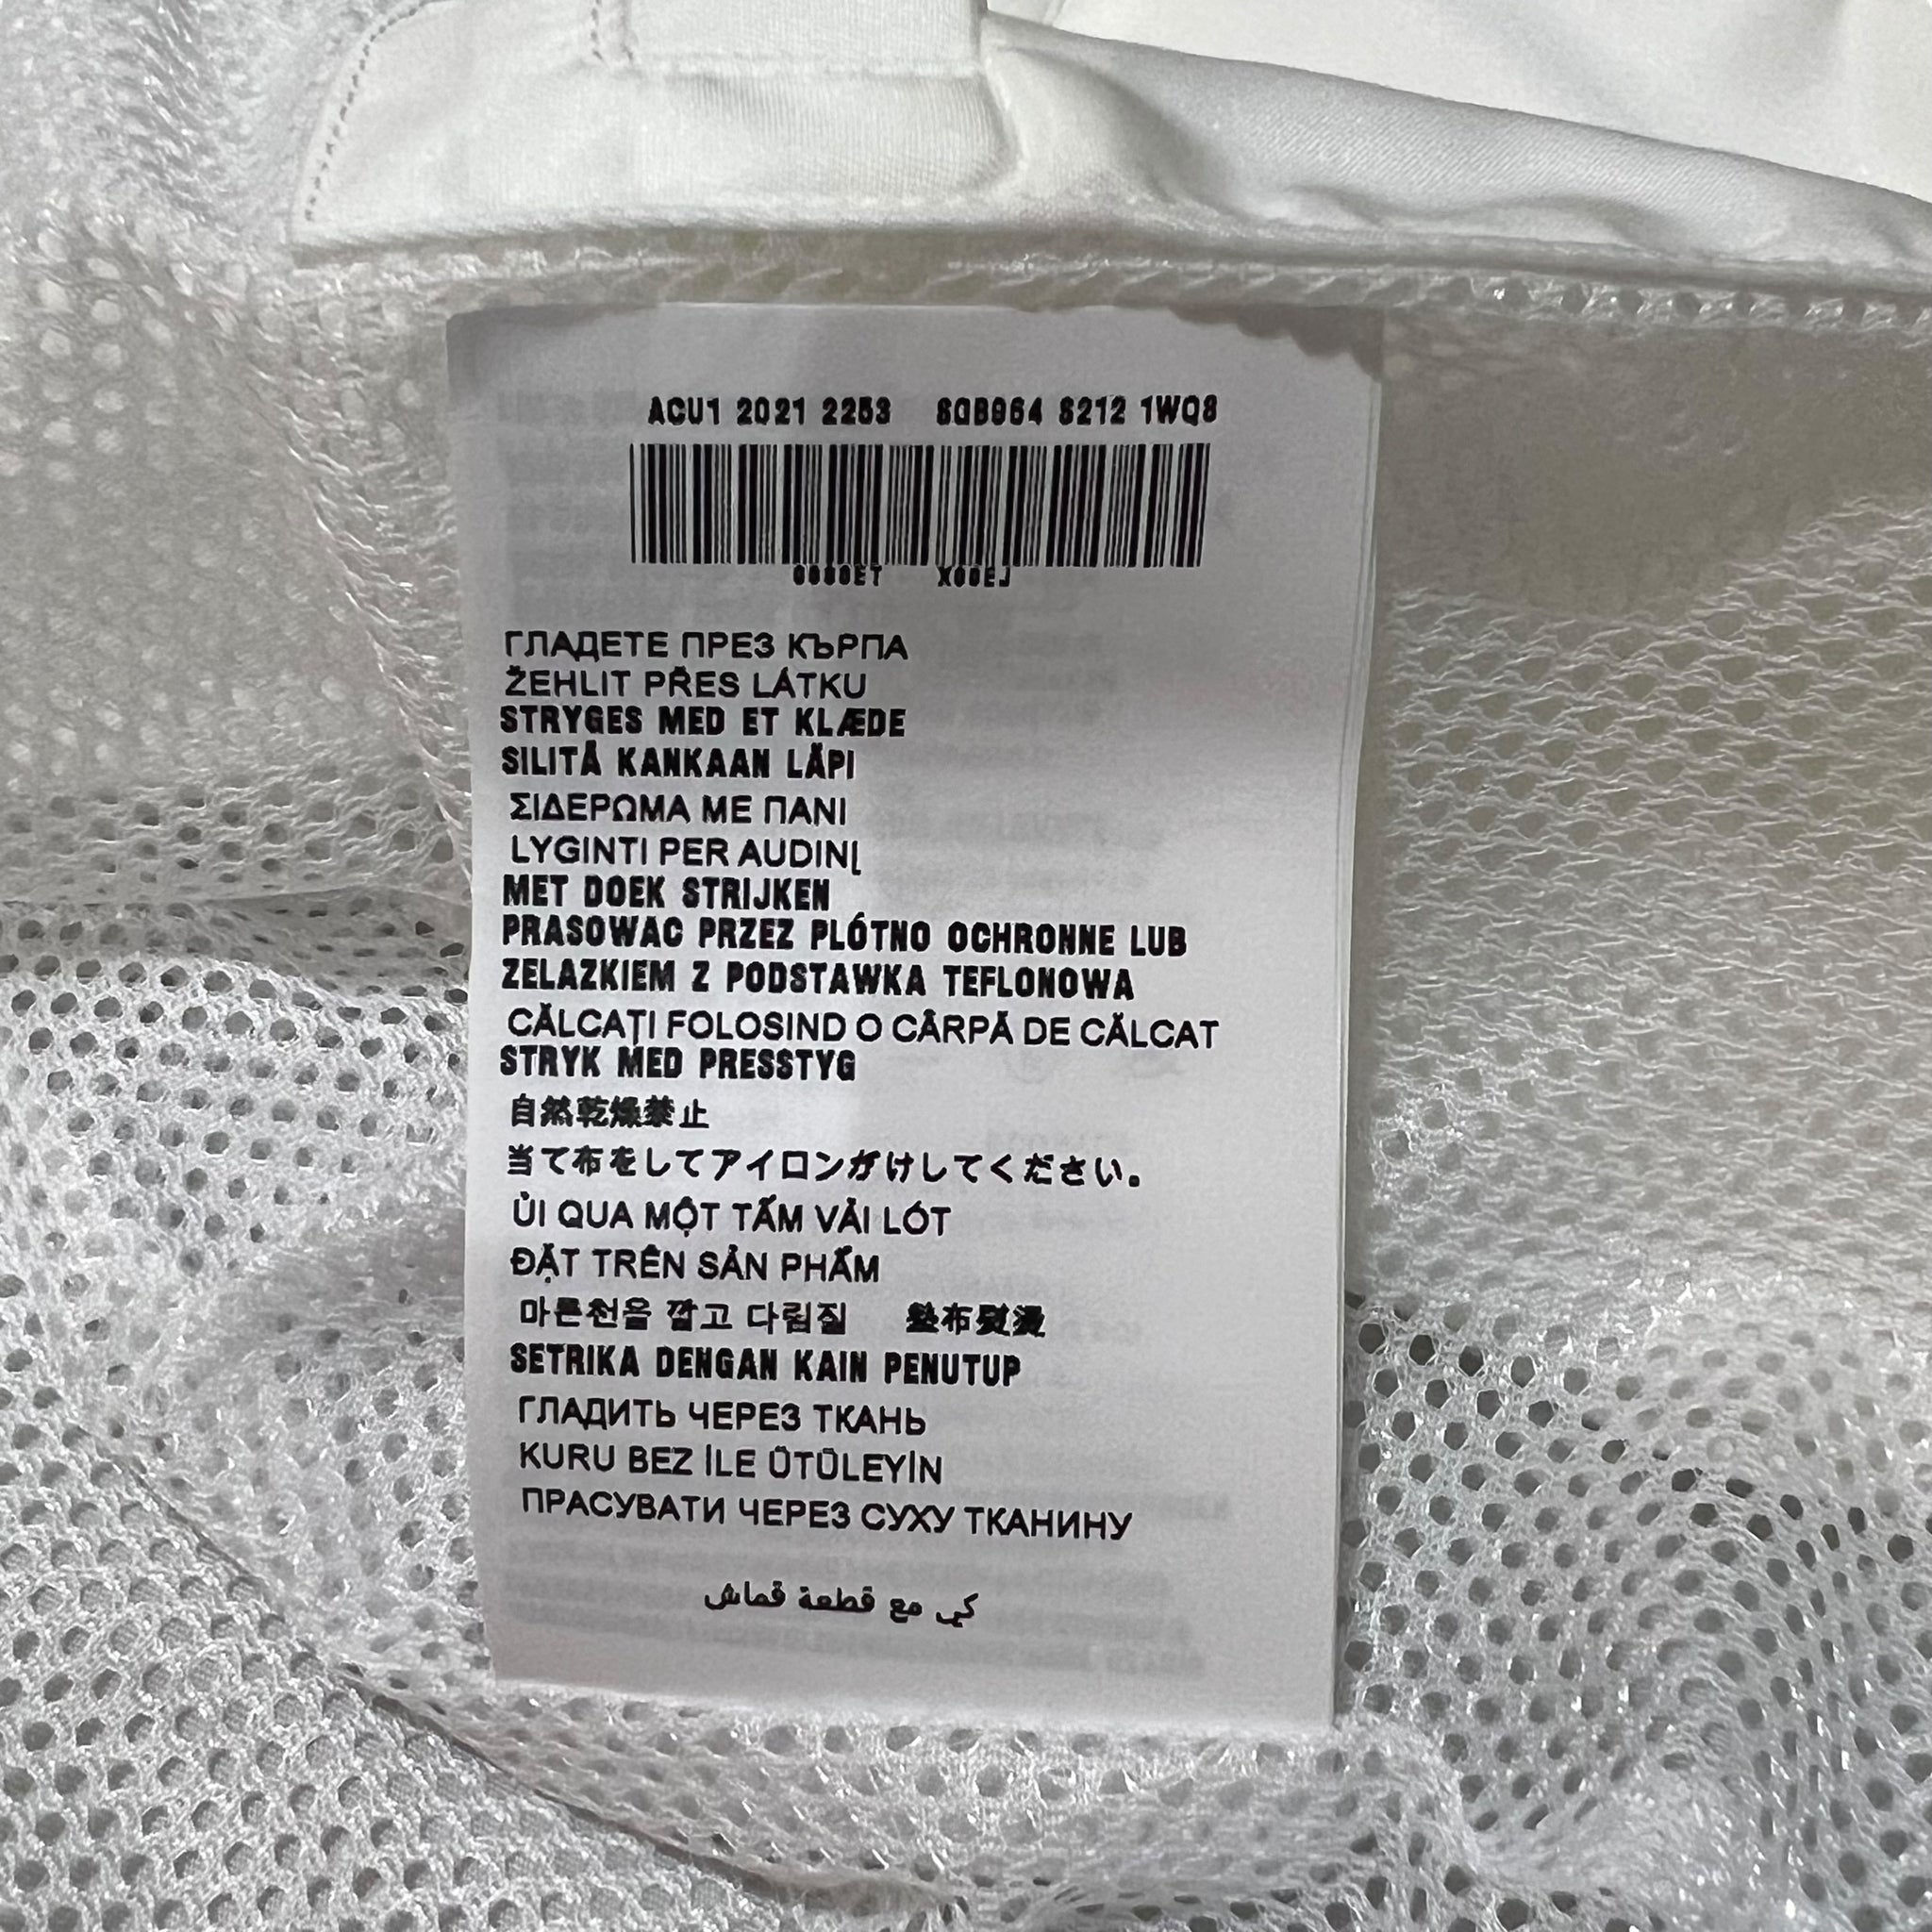 ACU1 2021 2253 SQB964 S212 1WQ8
ГЛАДЕТЕ ПРЕЗ КЪРПА
ŽEHLIT PŘES LÁTKU
STRYGES MED ET KLÆDE
SILITÄ KANKAAN LÄPI
ΣΙΔΕΡΩΜΑ ΜΕ ΠΑΝΙ
LYGINTI PER AUDINĮ
MET DOEK STRIJKEN
PRASOWAC PRZEZ PLÓTNO OCHRONNE LUB
ZELAZKIEM Z PODSTAWKA TEFLONOWA
CĂLCAȚI FOLOSIND O CÂRPĂ DE CĂLCAT
STRYK MED PRESSTYG
自然乾燥禁止
当て布をしてアイロンがけしてください。
ỦI QUA MỘT TẤM VẢI LÓT
ĐẶT TRÊN SẢN PHẨM
마른천을 깔고 다림질 墊布熨燙
SETRIKA DENGAN KAIN PENUTUP
ГЛАДИТЬ ЧЕРЕЗ ТКАНЬ
KURU BEZ İLE ÜTÜLEYİN
ПРАСУВАТИ ЧЕРЕЗ СУХУ ТКАНИНУ
كي مع قطعة قماش